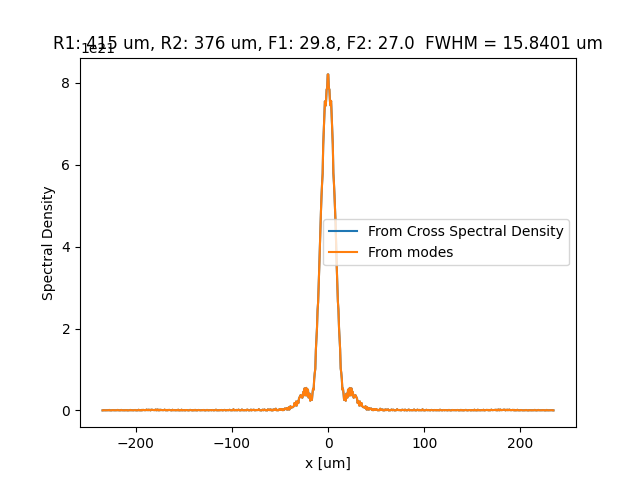 R1: 415 um, R2: 376 um, F1: 29.8, F2: 27.0  FWHM = 15.8401 um
1e21
8
6
4
2
0
Spectral Density
From Cross Spectral Density
From modes
−200
−100
0
100
200
x [um]